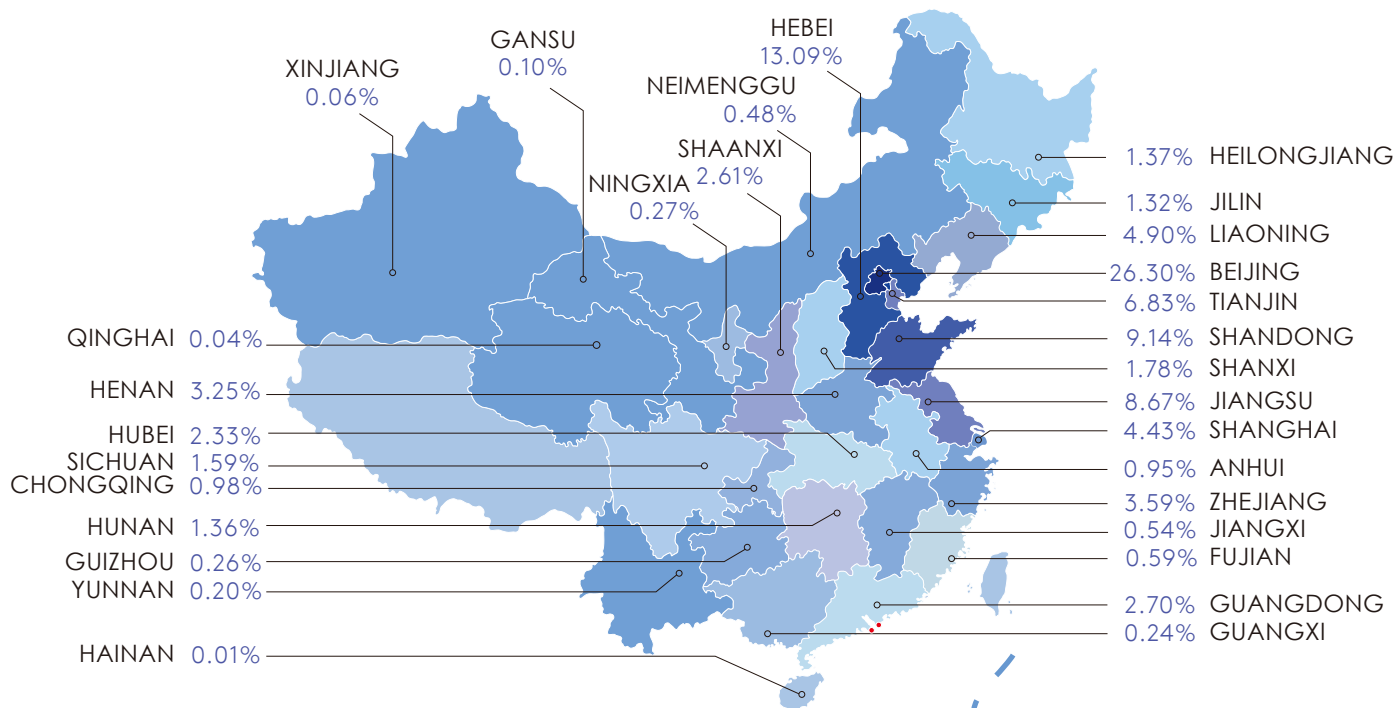 HEBEI
13.09%
GANSU
0.10%
XINJIANG
0.06%
NEIMENGGU
0.48%
SHAANXI
2.61%
NINGXIA
0.27%
QINGHAI 0.04%
HENAN 3.25%
HUBEI 2.33%
SICHUAN 1.59%
CHONGQING 0.98%
HUNAN 1.36%
GUIZHOU 0.26%
YUNNAN 0.20%
HAINAN 0.01%
1.37% HEILONGJIANG
1.32% JILIN
4.90% LIAONING
26.30% BEIJING
6.83% TIANJIN
9.14% SHANDONG
1.78% SHANXI
8.67% JIANGSU
4.43% SHANGHAI
0.95% ANHUI
3.59% ZHEJIANG
0.54% JIANGXI
0.59% FUJIAN
2.70% GUANGDONG
0.24% GUANGXI